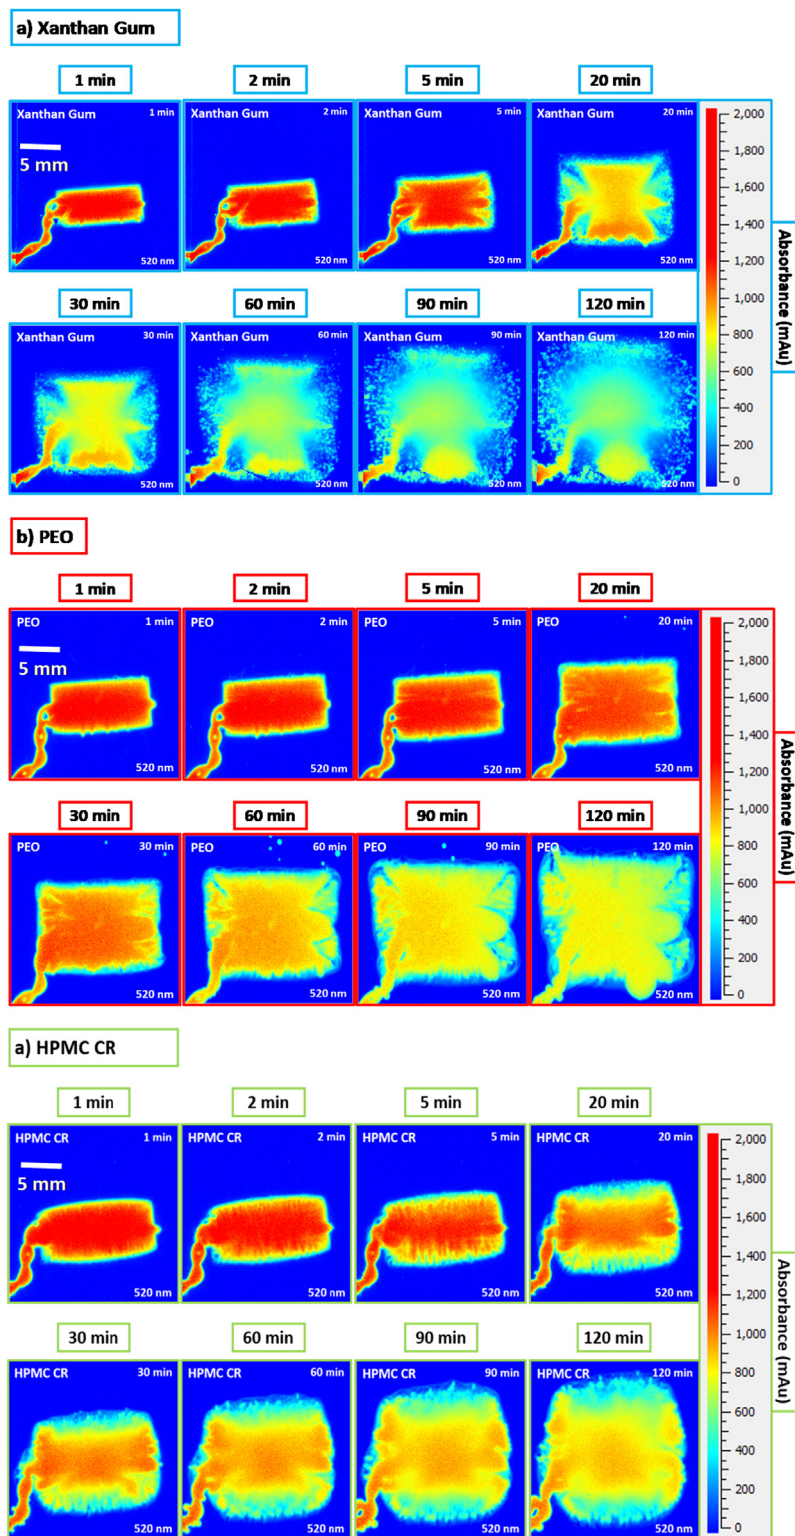 a) Xanthan Gum
1 min
2 min
5 min
20 min
Xanthan Gum 1 min
5 mm
520 nm
Xanthan Gum 2 min
520 nm
Xanthan Gum 5 min
520 nm
Xanthan Gum 20 min
520 nm
2,000
1,800
1,600
1,400
1,200
1,000
800
600
400
200
0
Absorbance (mAu)
30 min
60 min
90 min
120 min
Xanthan Gum 30 min
520 nm
Xanthan Gum 60 min
520 nm
Xanthan Gum 90 min
520 nm
Xanthan Gum 120 min
520 nm
b) PEO
1 min
2 min
5 min
20 min
PEO 1 min
5 mm
520 nm
PEO 2 min
520 nm
PEO 5 min
520 nm
PEO 20 min
520 nm
2,000
1,800
1,600
1,400
1,200
1,000
800
600
400
200
0
Absorbance (mAu)
30 min
60 min
90 min
120 min
PEO 30 min
520 nm
PEO 60 min
520 nm
PEO 90 min
520 nm
PEO 120 min
520 nm
a) HPMC CR
1 min
2 min
5 min
20 min
HPMC CR 1 min
5 mm
520 nm
HPMC CR 2 min
520 nm
HPMC CR 5 min
520 nm
HPMC CR 20 min
520 nm
2,000
1,800
1,600
1,400
1,200
1,000
800
600
400
200
0
Absorbance (mAu)
30 min
60 min
90 min
120 min
HPMC CR 30 min
520 nm
HPMC CR 60 min
520 nm
HPMC CR 90 min
520 nm
HPMC CR 120 min
520 nm